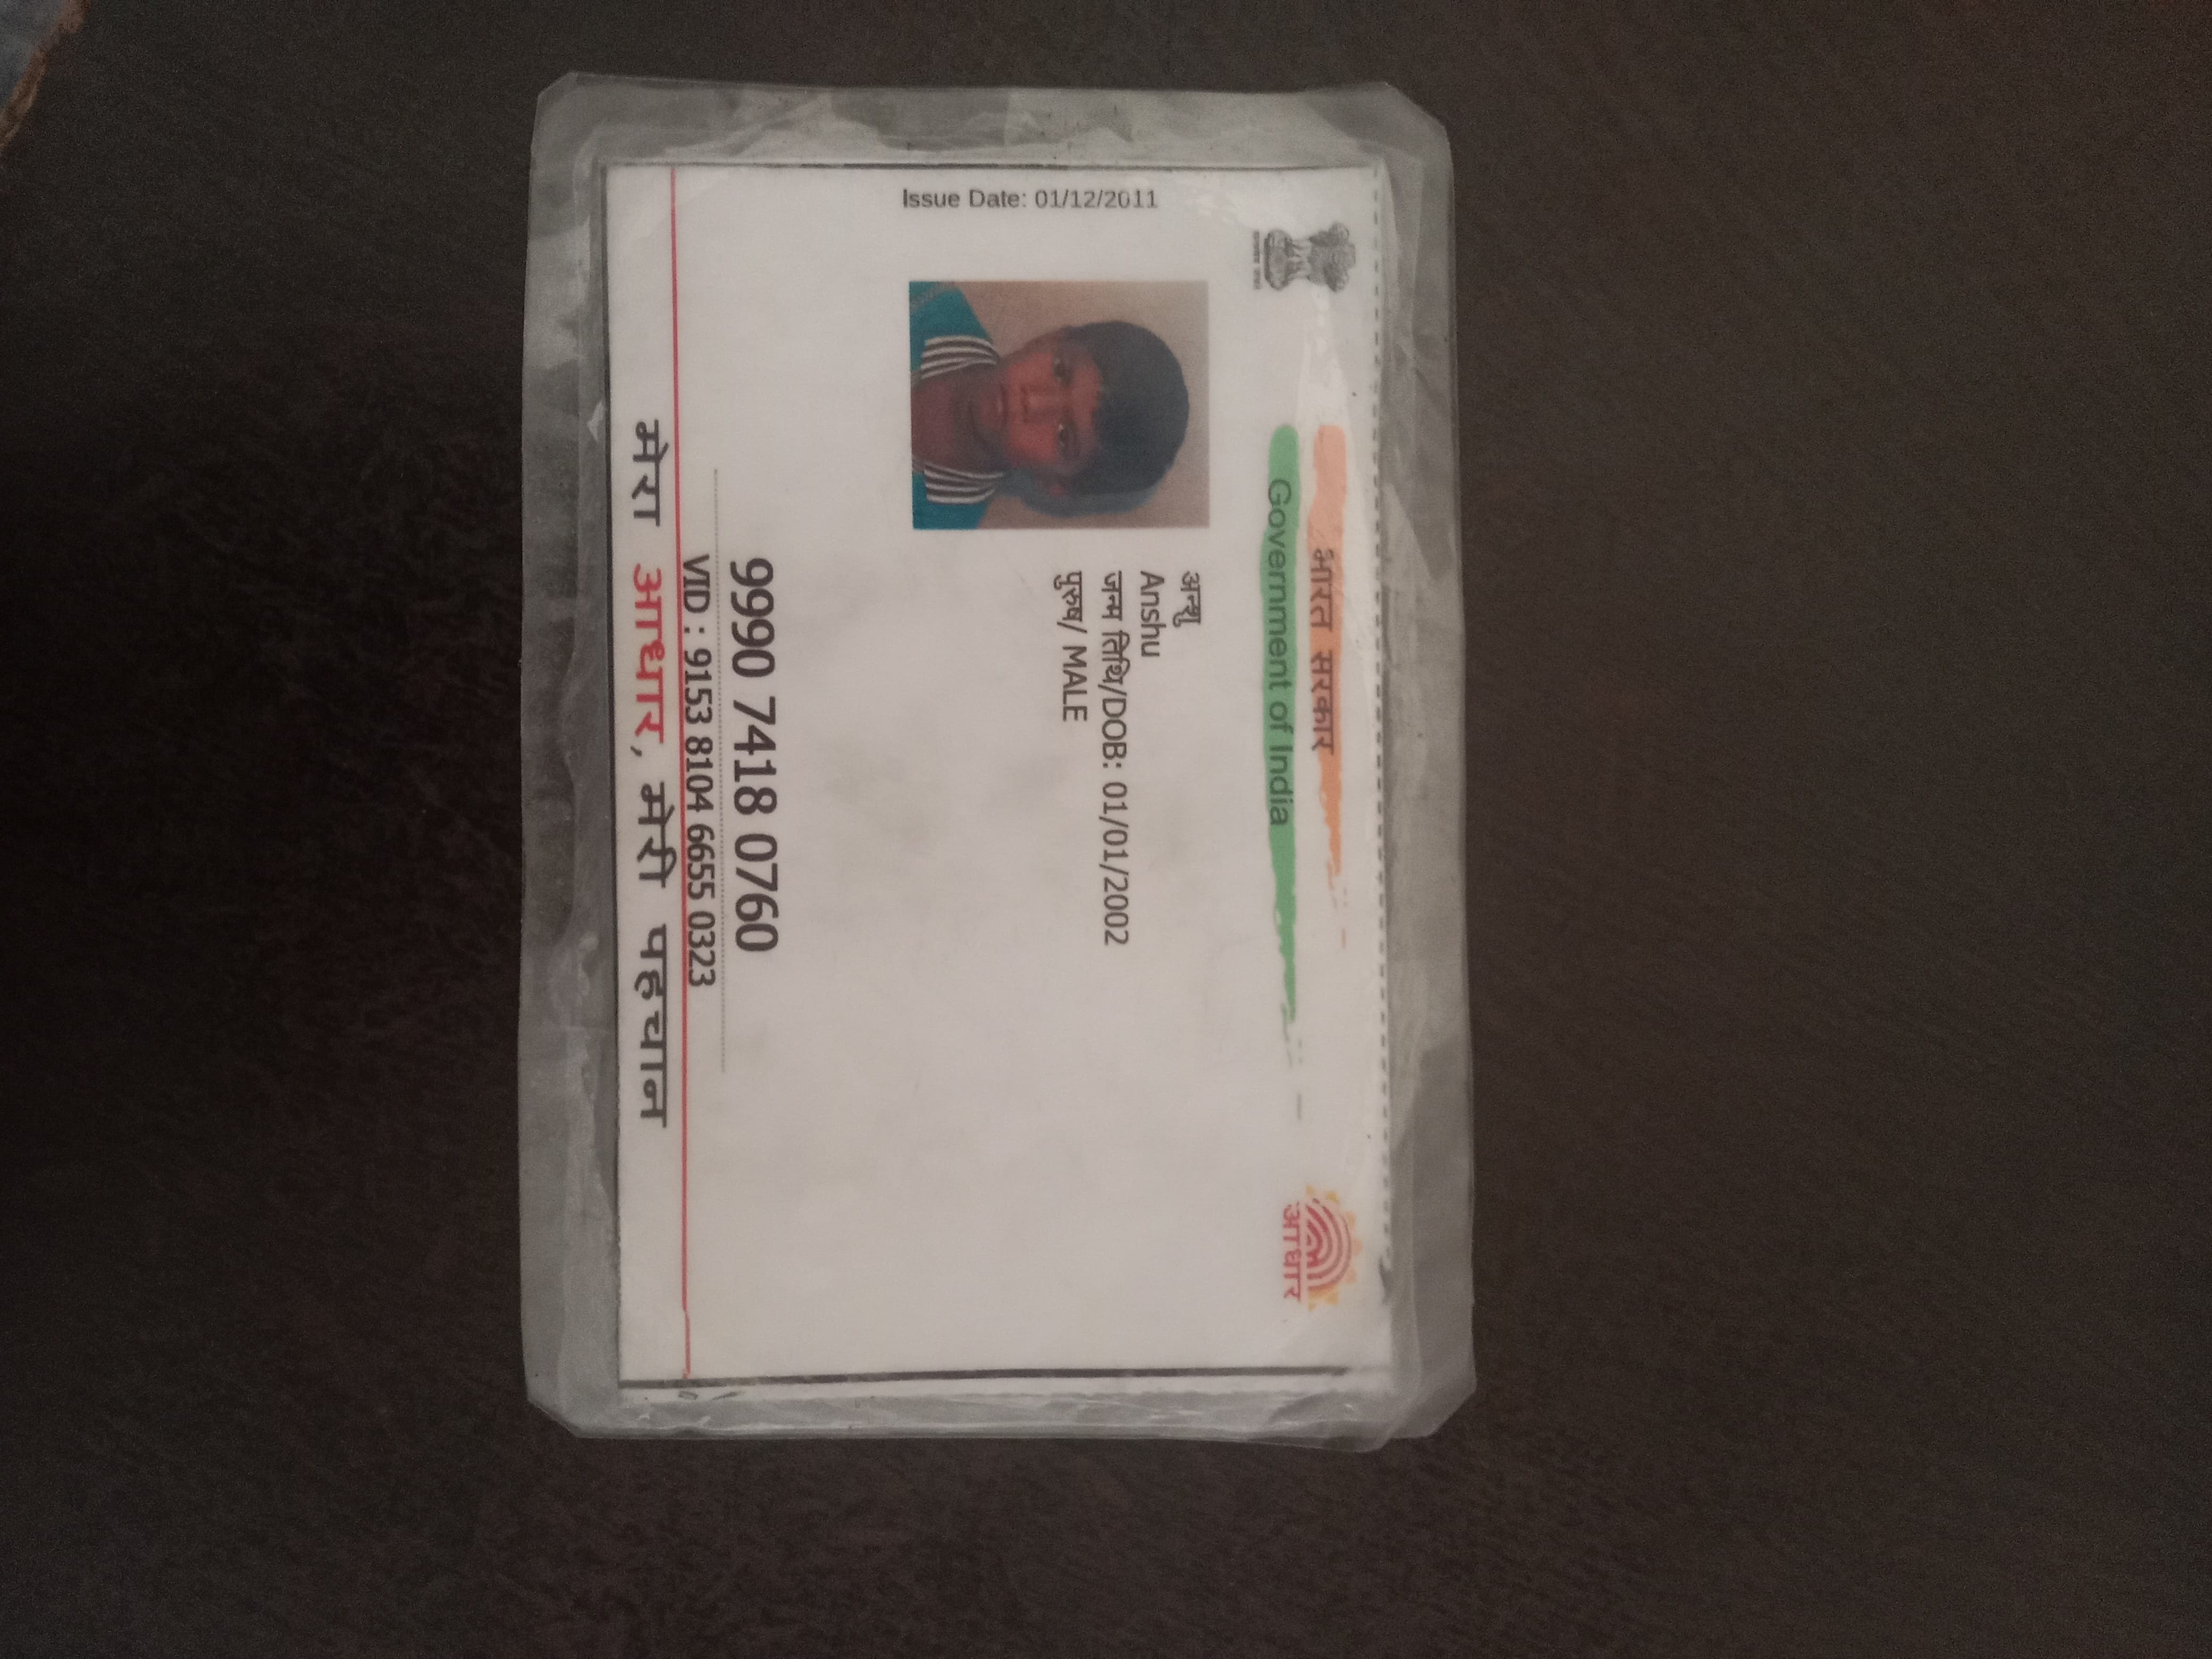 भारत सरकार
Government of India
आधार
Issue Date: 01/12/2011
अन्शु
Anshu
जन्म तिथि/DOB: 01/01/2002
पुरुष/ MALE
9990 7418 0760
VID : 9153 8104 6655 0323
मेरा आधार, मेरी पहचान